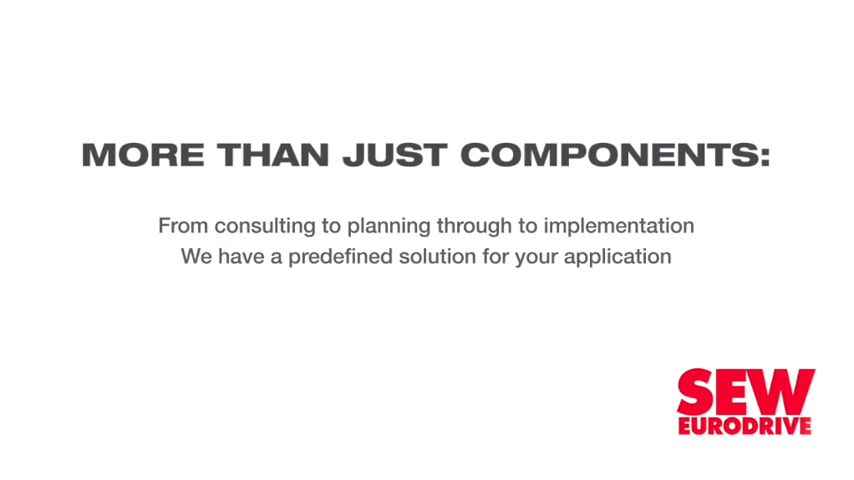 MORE THAN JUST COMPONENTS:
From consulting to planning through to implementation
We have a predefined solution for your application
SEW
EURODRIVE